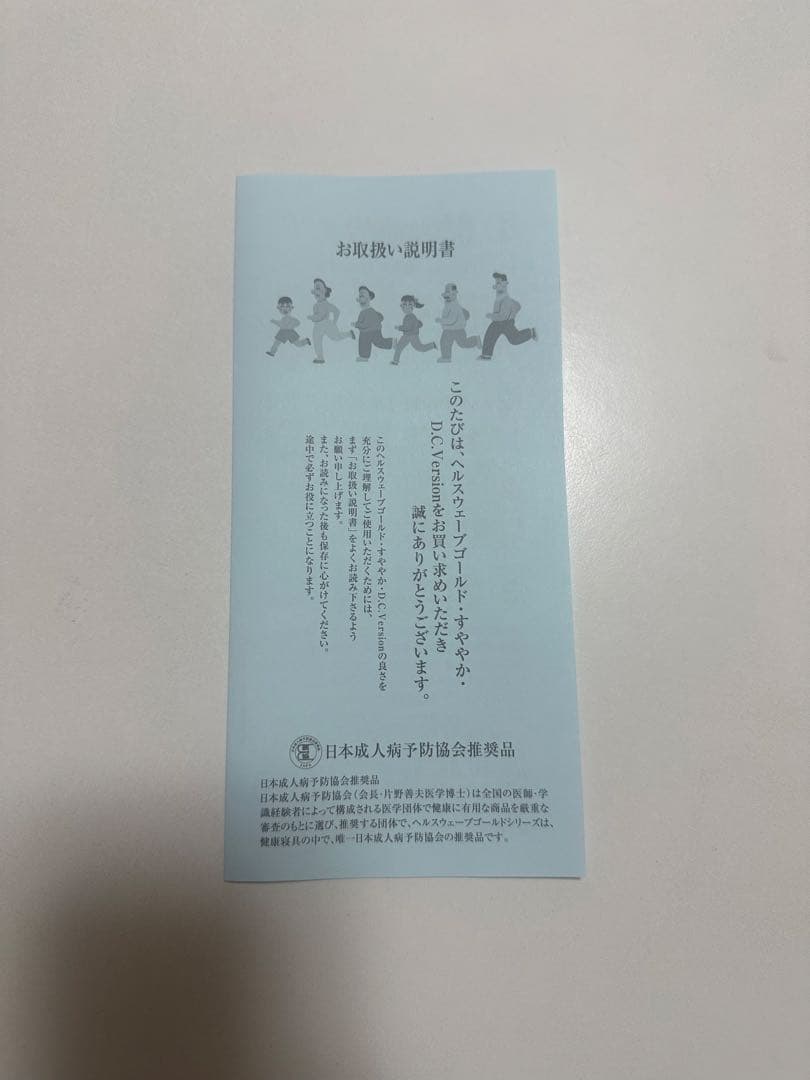 お取扱い説明書
このたびは、ヘルスウェーブゴールド・すややか・
D.C.Versionをお買い求めいただき
誠にありがとうございます。
このヘルスウェーブゴールド・すややか・D.C.Versionの良さを
充分にご理解してご使用いただくためには、
まず「お取扱い説明書」をよくお読み下さるよう
お願い申し上げます。
また、お読みになった後も保存に心がけてください。
途中で必ずお役に立つことになります。
日本成人病予防協会推奨品
日本成人病予防協会推奨品
日本成人病予防協会(会長・片野善夫医学博士)は全国の医師・学
識経験者によって構成される医学団体で健康に有用な商品を厳重な
審査のもとに選び、推奨する団体で、ヘルスウェーブゴールドシリーズは、
健康寝具の中で、唯一日本成人病予防協会の推奨品です。